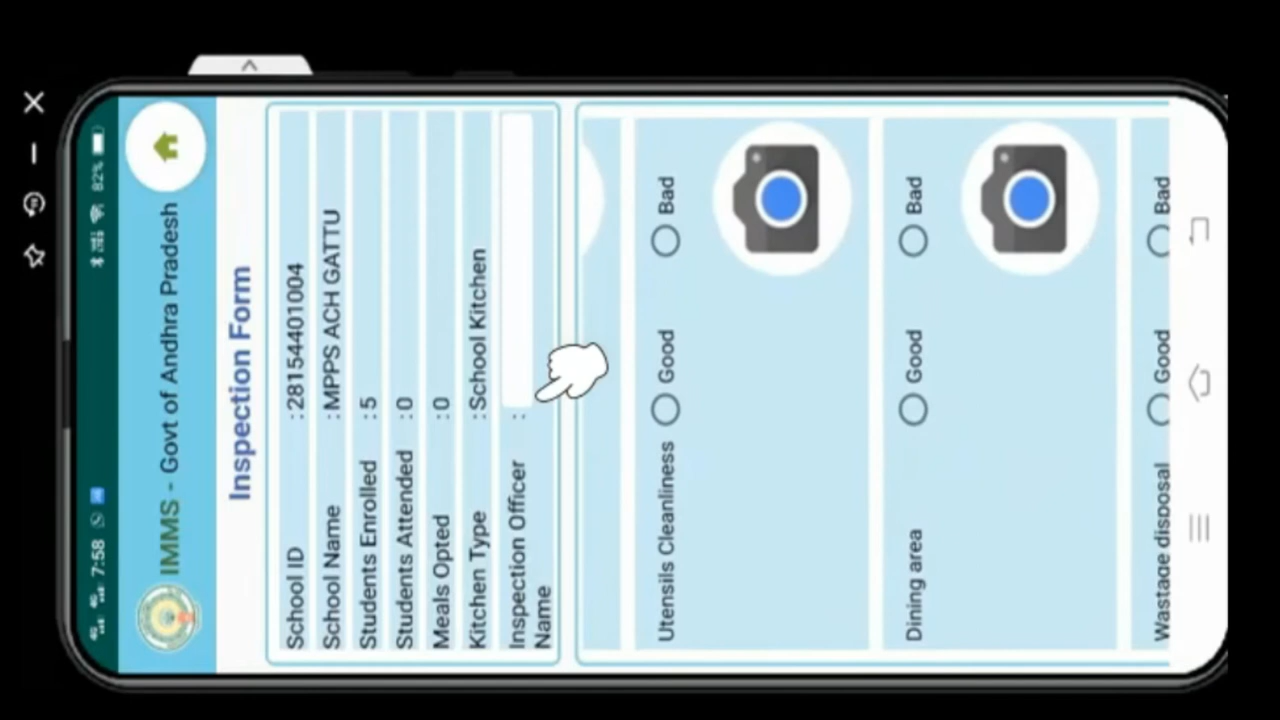 4G 4G 7:58 82%
IMMS - Govt of Andhra Pradesh
Inspection Form
School ID : 28154401004
School Name : MPPS ACH GATTU
Students Enrolled : 5
Students Attended : 0
Meals Opted : 0
Kitchen Type : School Kitchen
Inspection Officer :
Name
Utensils Cleanliness Good Bad
Dining area Good Bad
Wastage disposal Good Bad